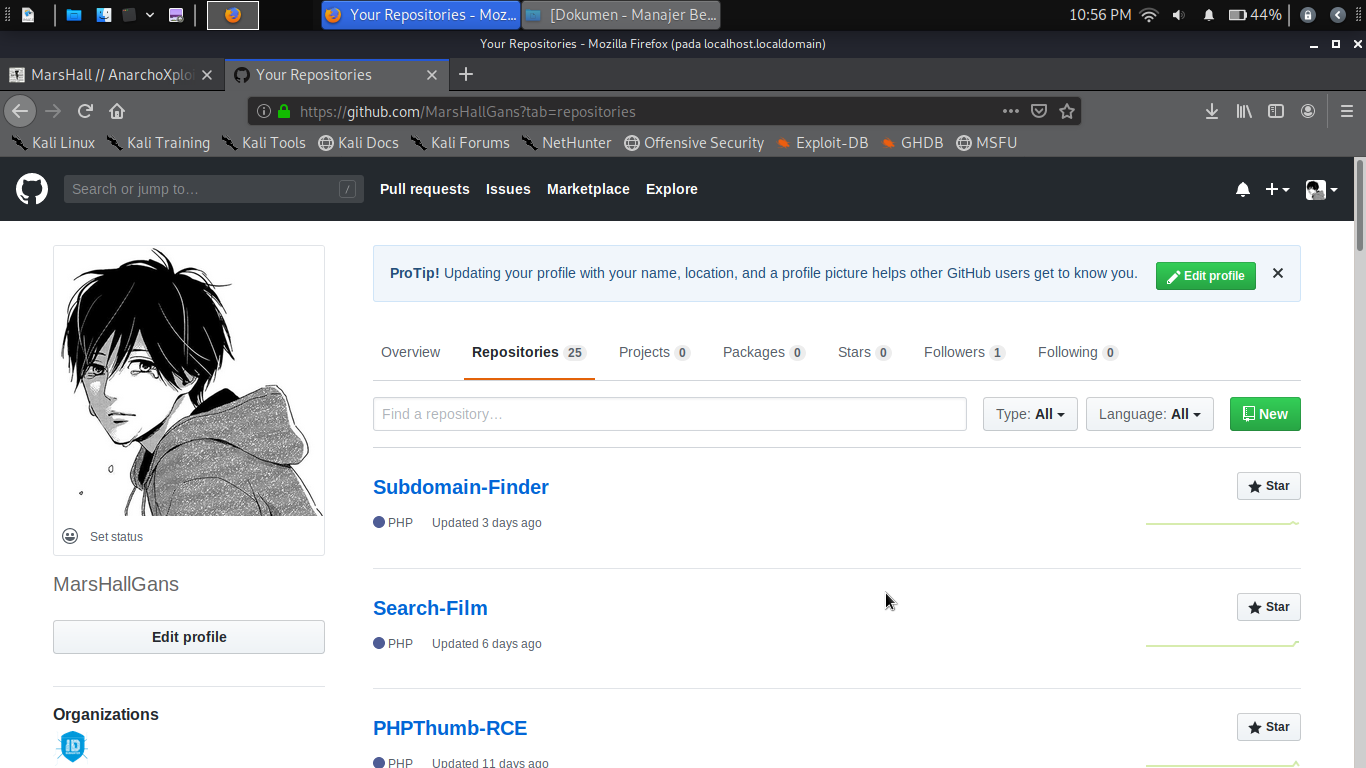 [Dokumen - Manajer Be...
Your Repositories - Moz...
10:56 PM
44%
Your Repositories - Mozilla Firefox (pada localhost.localdomain)
MarsHall // AnarchoXploi
Your Repositories
https://github.com/MarsHallGans?tab=repositories
Kali Linux Kali Training Kali Tools Kali Docs Kali Forums NetHunter Offensive Security Exploit-DB GHDB MSFU
Search or jump to…
/
Pull requests Issues Marketplace Explore
ProTip! Updating your profile with your name, location, and a profile picture helps other GitHub users get to know you.
Edit profile
Overview Repositories 25 Projects 0 Packages 0 Stars 0 Followers 1 Following 0
Find a repository…
Type: All
Language: All
New
Subdomain-Finder
Star
PHP Updated 3 days ago
Set status
MarsHallGans
Edit profile
Search-Film
Star
PHP Updated 6 days ago
Organizations
ID
PHPThumb-RCE
Star
PHP Updated 11 days ago